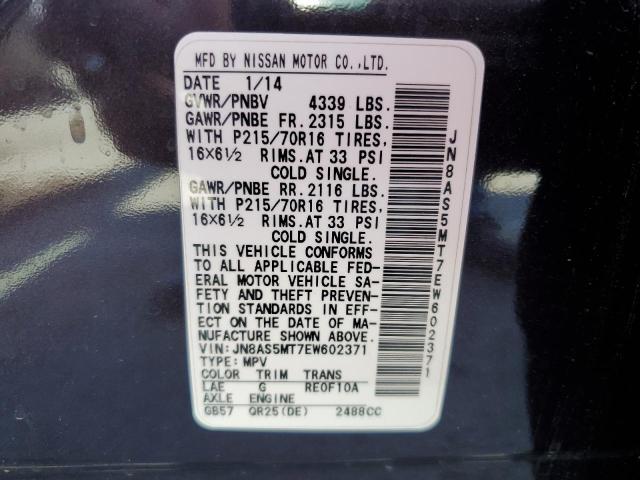 MFD BY NISSAN MOTOR CO.,LTD.
DATE 1/14
GVWR/PNBV 4339 LBS.
GAWR/PNBE FR. 2315 LBS.
WITH P215/70R16 TIRES,
16X6½ RIMS.AT 33 PSI
COLD SINGLE.
GAWR/PNBE RR. 2116 LBS.
WITH P215/70R16 TIRES,
16X6½ RIMS.AT 33 PSI
COLD SINGLE.
THIS VEHICLE CONFORMS
TO ALL APPLICABLE FED-
ERAL MOTOR VEHICLE SA-
FETY AND THEFT PREVEN-
TION STANDARDS IN EFF-
ECT ON THE DATE OF MA-
NUFACTURE SHOWN ABOVE.
VIN: JN8AS5MT7EW602371
TYPE: MPV
COLOR TRIM TRANS
LAE G RE0F10A
AXLE ENGINE
GB57 QR25(DE) 2488CC
JN8AS5MT7EW602371